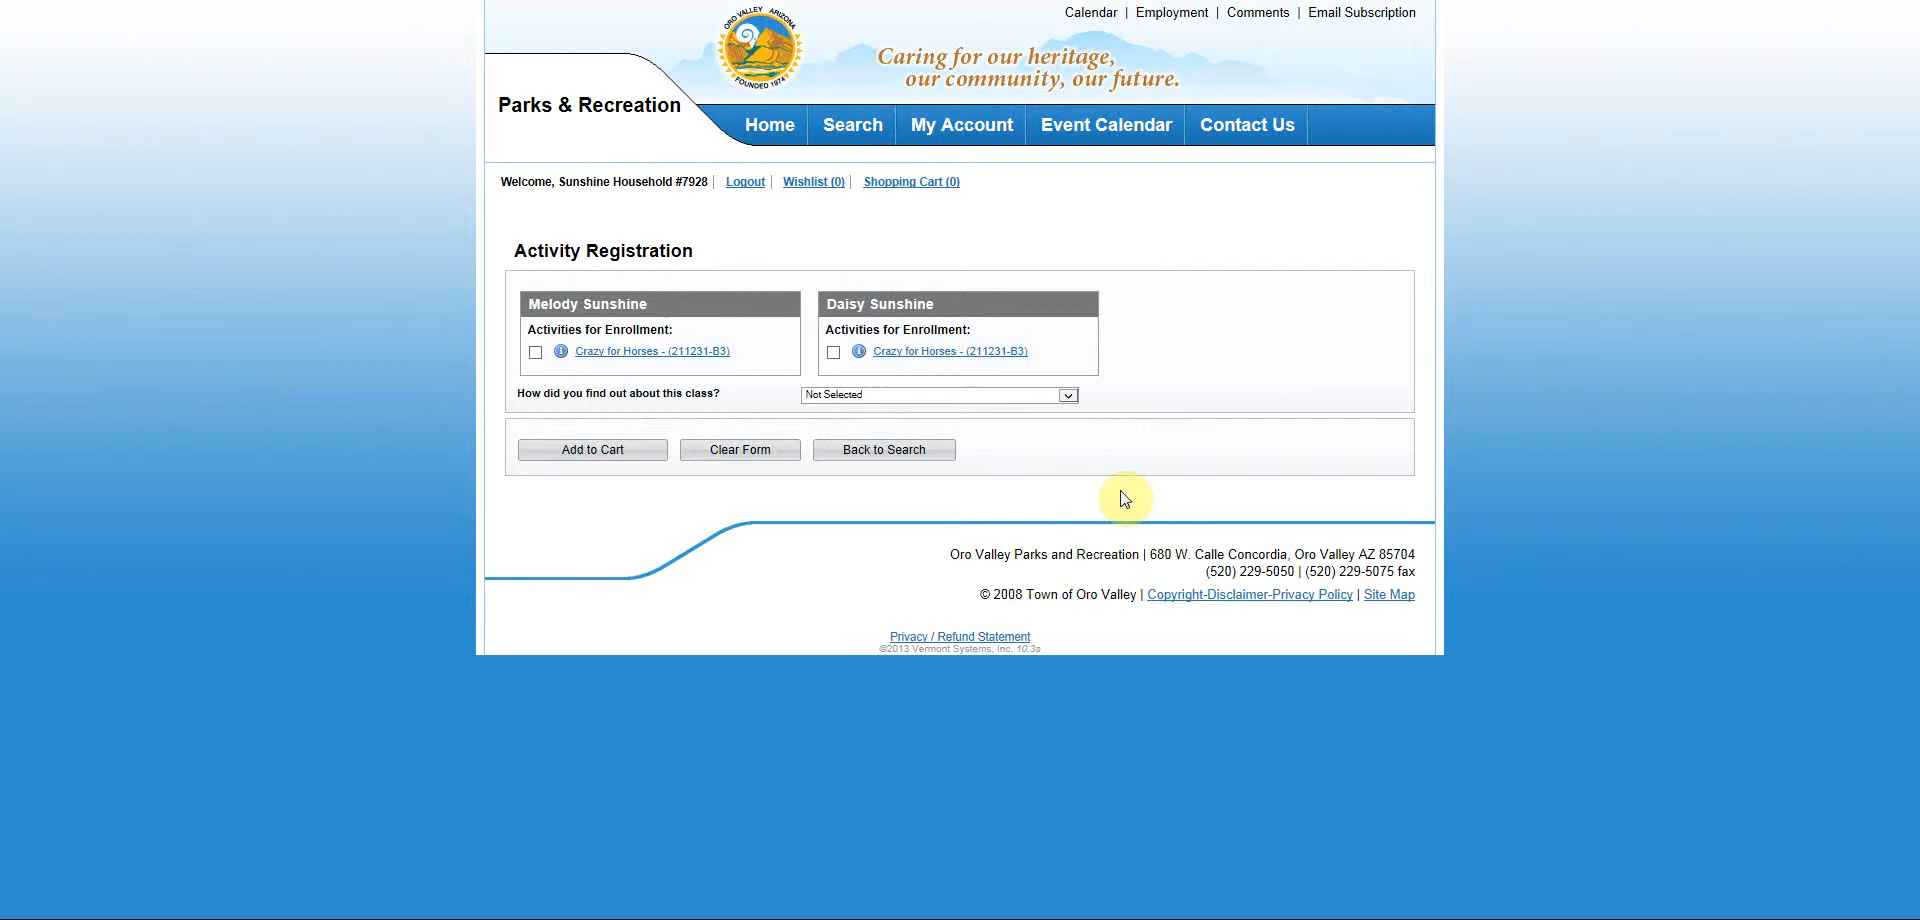 Calendar | Employment | Comments | Email Subscription
ORO VALLEY ARIZONA
FOUNDED 1974
Caring for our heritage,
our community, our future.
Parks & Recreation
Home Search My Account Event Calendar Contact Us
Welcome, Sunshine Household #7928 Logout Wishlist (0) Shopping Cart (0)
Activity Registration
Melody Sunshine
Activities for Enrollment:
Crazy for Horses - (211231-B3)
Daisy Sunshine
Activities for Enrollment:
Crazy for Horses - (211231-B3)
How did you find out about this class? Not Selected
Add to Cart Clear Form Back to Search
Oro Valley Parks and Recreation | 680 W. Calle Concordia, Oro Valley AZ 85704
(520) 229-5050 | (520) 229-5075 fax
© 2008 Town of Oro Valley | Copyright-Disclaimer-Privacy Policy | Site Map
Privacy / Refund Statement
©2013 Vermont Systems, Inc. 10.3s